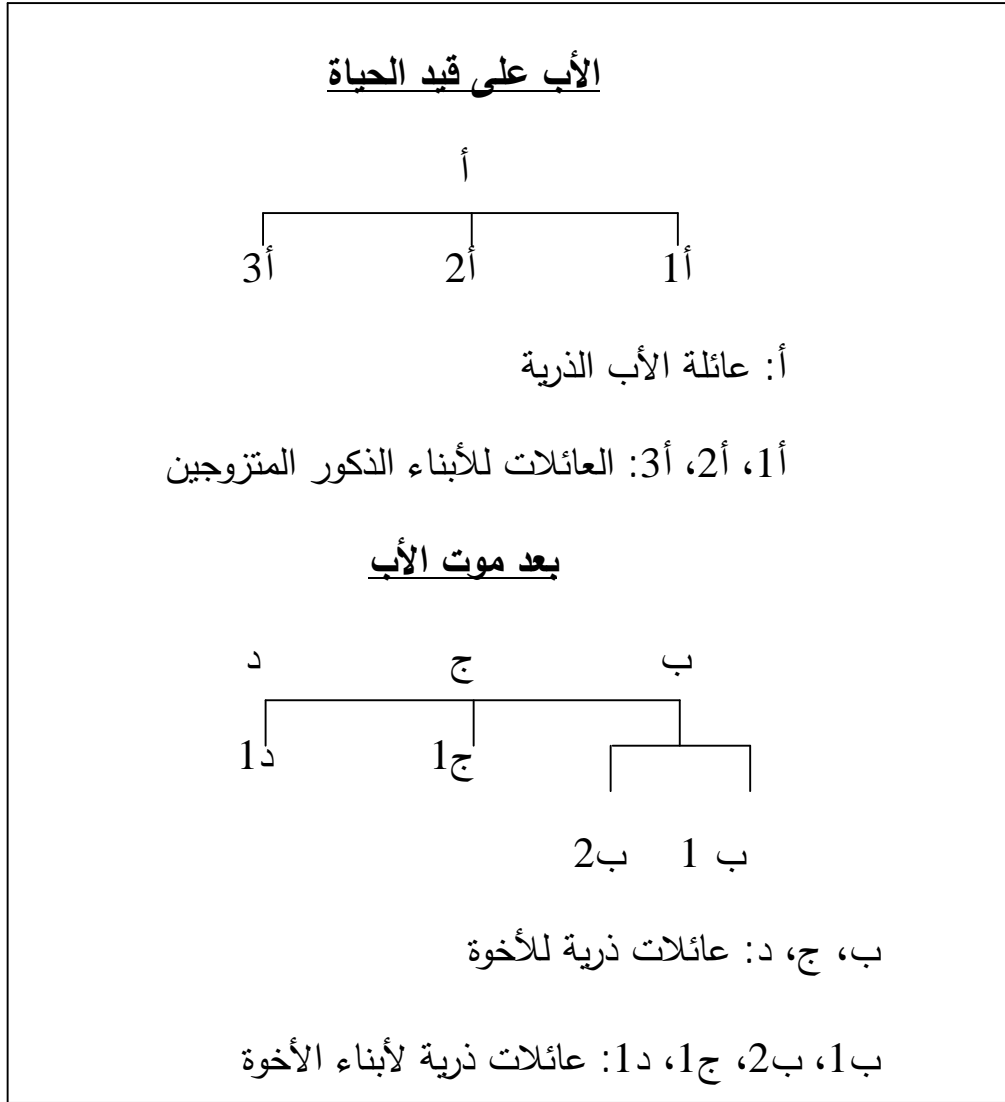 الأب على قيد الحياة
أ
أ1 أ2 أ3
أ: عائلة الأب الذرية
أ1، أ2، أ3: العائلات للأبناء الذكور المتزوجين
بعد موت الأب
ب ج د
ج1 د1
ب 1 ب2
ب، ج، د: عائلات ذرية للأخوة
ب1، ب2، ج1، د1: عائلات ذرية لأبناء الأخوة